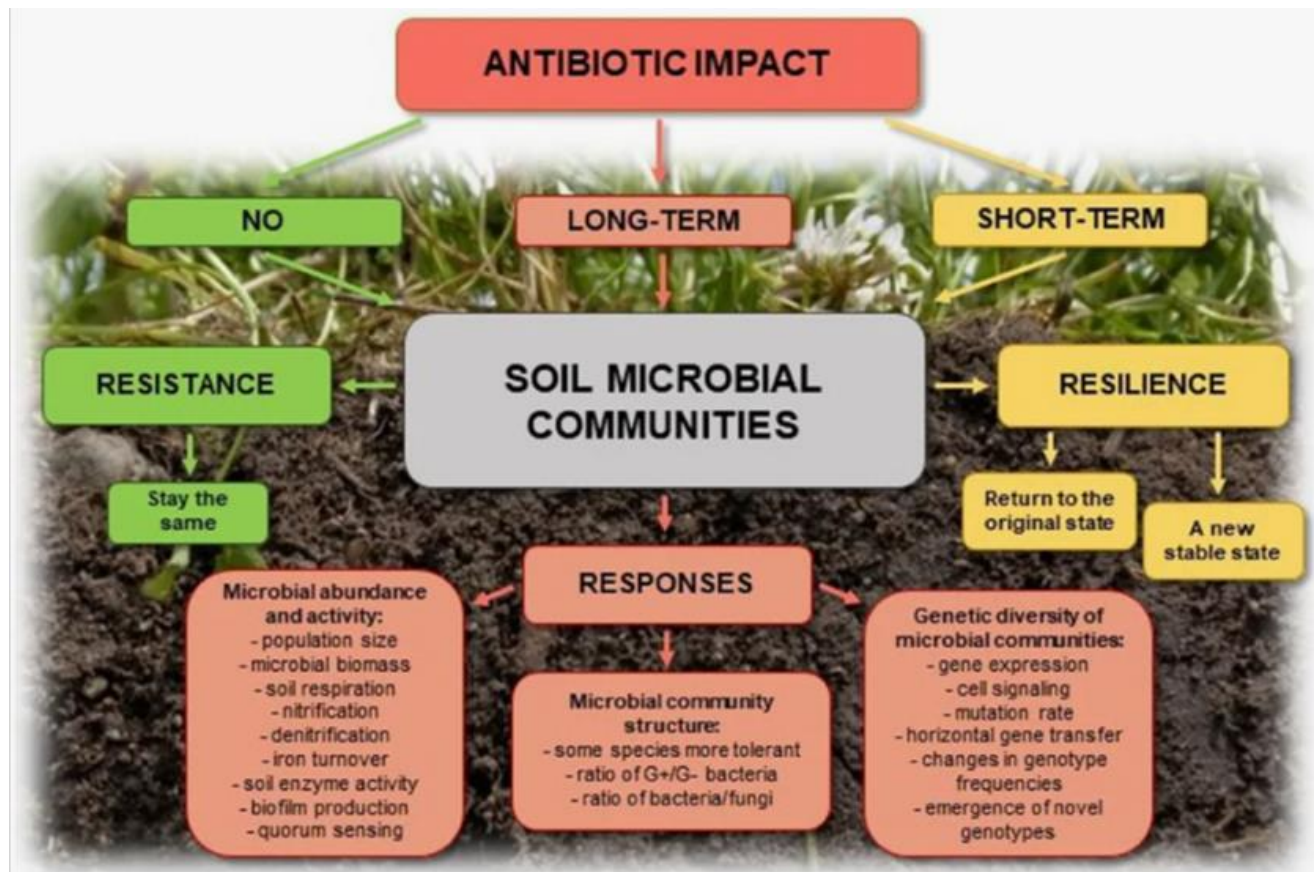 ANTIBIOTIC IMPACT
NO
LONG-TERM
SHORT-TERM
RESISTANCE
SOIL MICROBIAL
COMMUNITIES
RESILIENCE
Stay the
same
Return to the
original state
A new
stable state
RESPONSES
Microbial abundance
and activity:
- population size
- microbial biomass
- soil respiration
- nitrification
- denitrification
- iron turnover
- soil enzyme activity
- biofilm production
- quorum sensing
Microbial community
structure:
- some species more tolerant
- ratio of G+/G- bacteria
- ratio of bacteria/fungi
Genetic diversity of
microbial communities:
- gene expression
- cell signaling
- mutation rate
- horizontal gene transfer
- changes in genotype
frequencies
- emergence of novel
genotypes